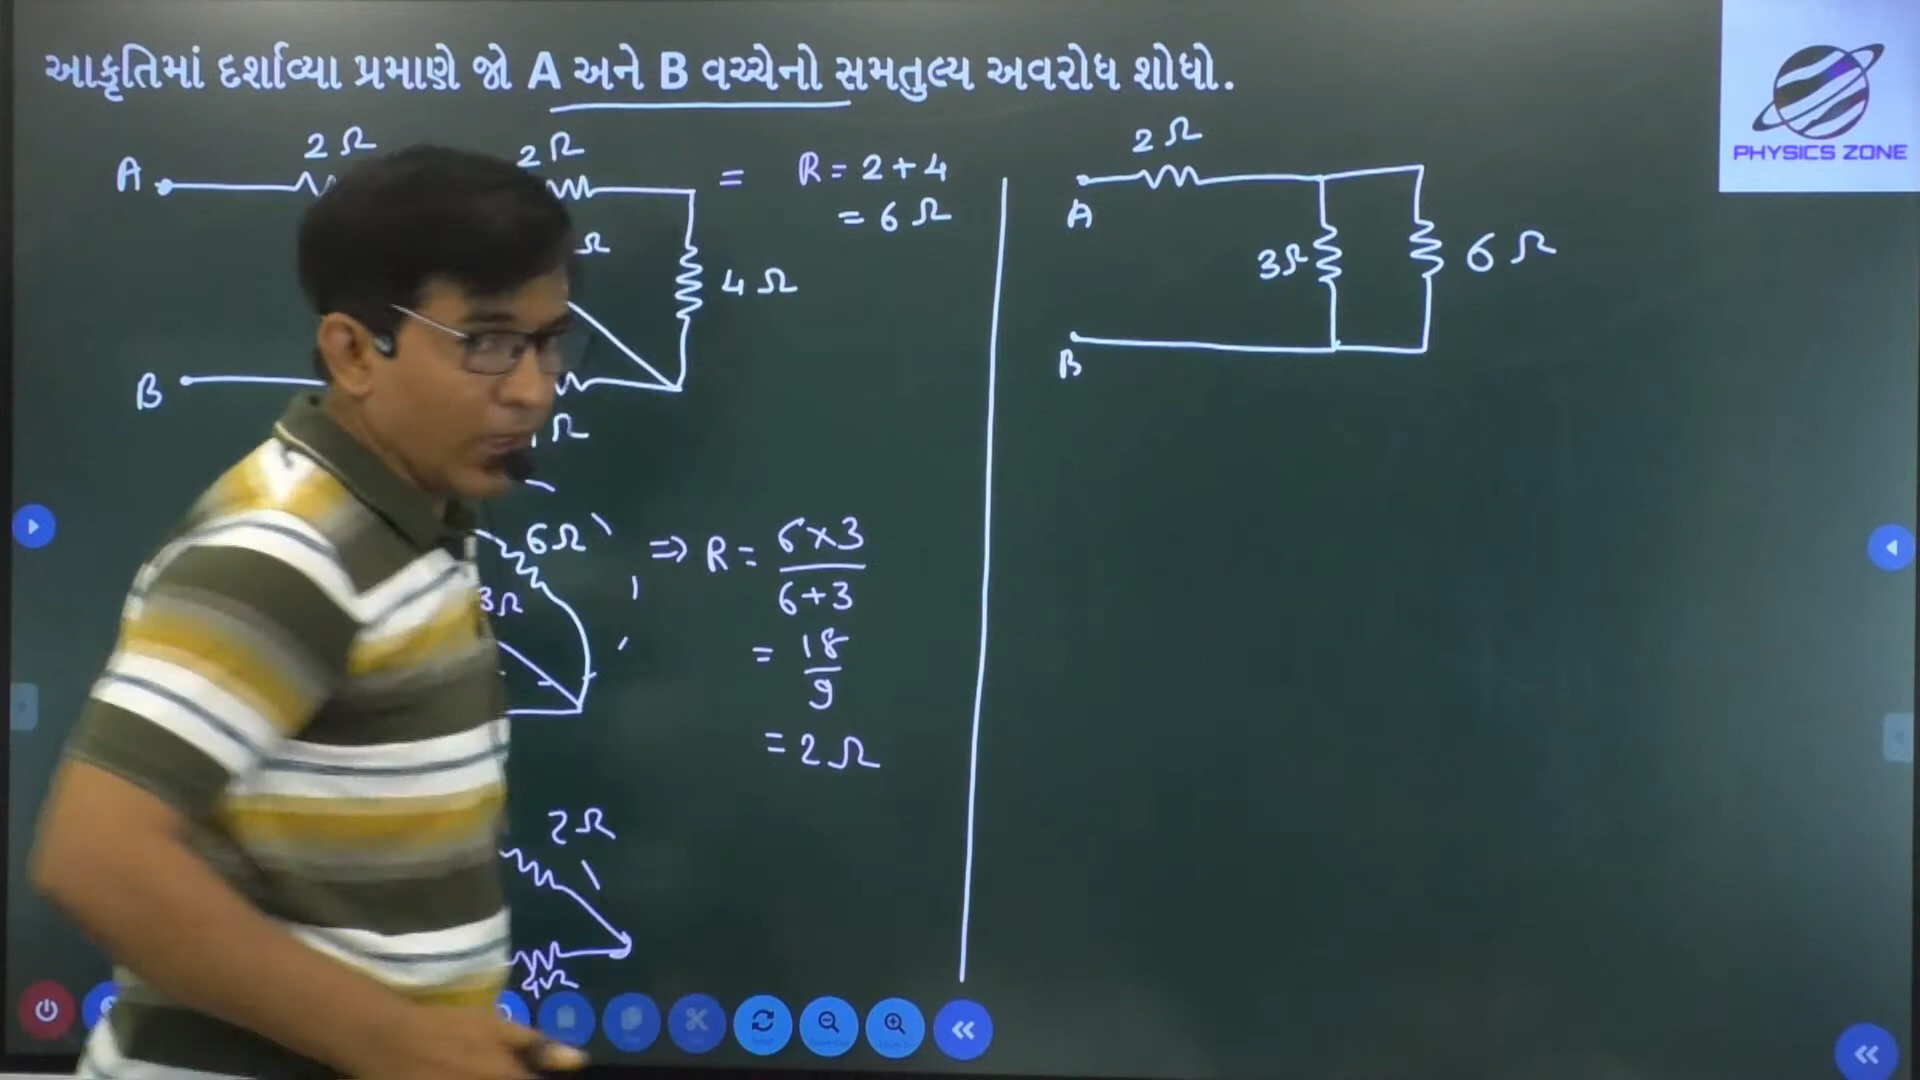 આકૃતિમાં દર્શાવ્યા પ્રમાણે જો A અને B વચ્ચેનો સમતુલ્ય અવરોધ શોધો.
PHYSICS ZONE
2 Ω
2 Ω
A
= R = 2 + 4
= 6 Ω
Ω
4 Ω
B
Ω
6 Ω
3 Ω
⇒ R = 6 × 3
6 + 3
= 18
9
= 2 Ω
2 Ω
2 Ω
A
3 Ω
6 Ω
B